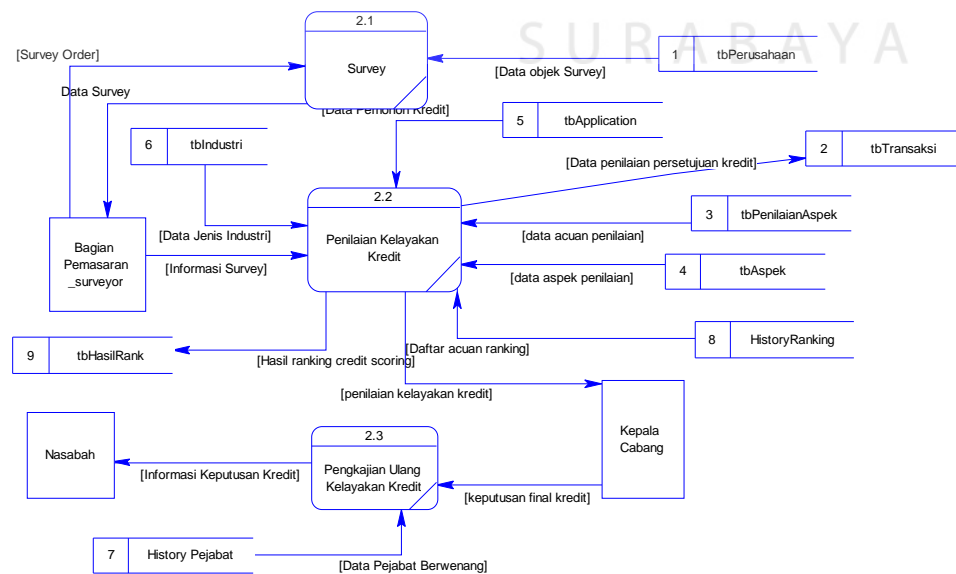 SURABAYA
2.1
Survey
[Survey Order]
1 tbPerusahaan
[Data objek Survey]
Data Survey
[Data Pemohon Kredit]
5 tbApplication
6 tbIndustri
2 tbTransaksi
[Data penilaian persetujuan kredit]
2.2
Penilaian Kelayakan
Kredit
3 tbPenilaianAspek
[data acuan penilaian]
[Data Jenis Industri]
Bagian
Pemasaran
_surveyor
[Informasi Survey]
4 tbAspek
[data aspek penilaian]
8 HistoryRanking
[Daftar acuan ranking]
9 tbHasilRank
[Hasil ranking credit scoring]
[penilaian kelayakan kredit]
Kepala
Cabang
2.3
Pengkajian Ulang
Kelayakan Kredit
Nasabah
[Informasi Keputusan Kredit]
[keputusan final kredit]
7 History Pejabat
[Data Pejabat Berwenang]